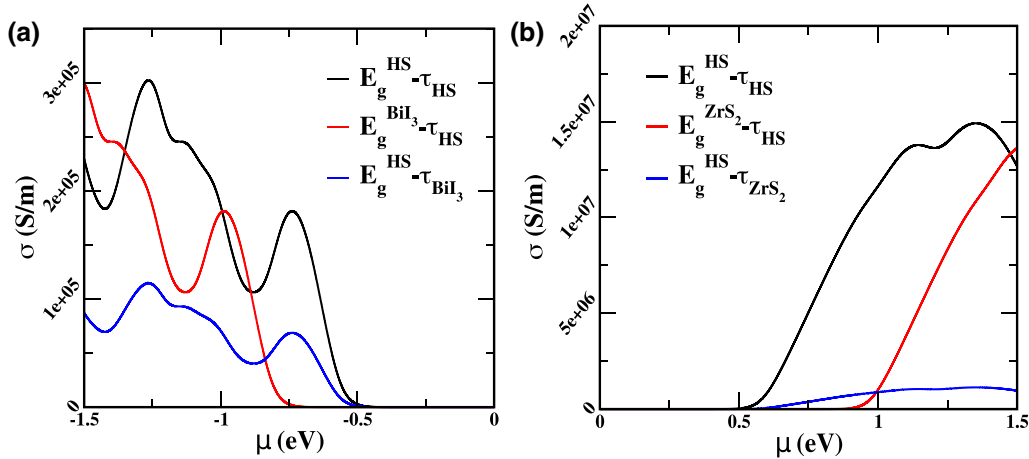 (a)
3e+05
2e+05
1e+05
0
σ (S/m)
E_g^HS-τ_HS
E_g^BiI₃-τ_HS
E_g^HS-τ_BiI₃
-1.5
-1
-0.5
0
μ (eV)
(b)
2e+07
1.5e+07
1e+07
5e+06
0
σ (S/m)
E_g^HS-τ_HS
E_g^ZrS₂-τ_HS
E_g^HS-τ_ZrS₂
0
0.5
1
1.5
μ (eV)